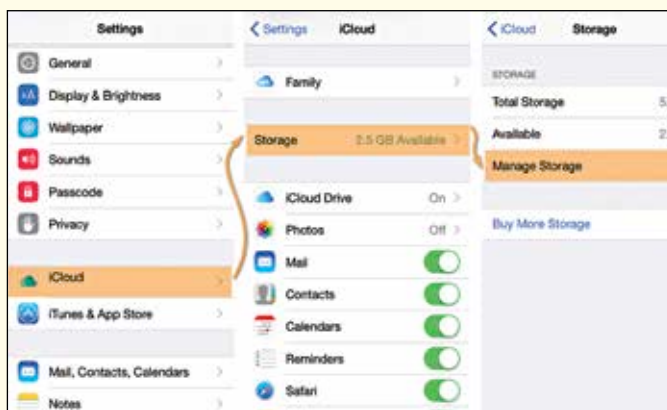 Settings
General
Display & Brightness
Wallpaper
Sounds
Passcode
Privacy
iCloud
iTunes & App Store
Mail, Contacts, Calendars
Notes
Settings iCloud
Family
Storage 2.5 GB Available
iCloud Drive On
Photos Off
Mail
Contacts
Calendars
Reminders
Safari
iCloud Storage
STORAGE
Total Storage 5.
Available 2.
Manage Storage
Buy More Storage